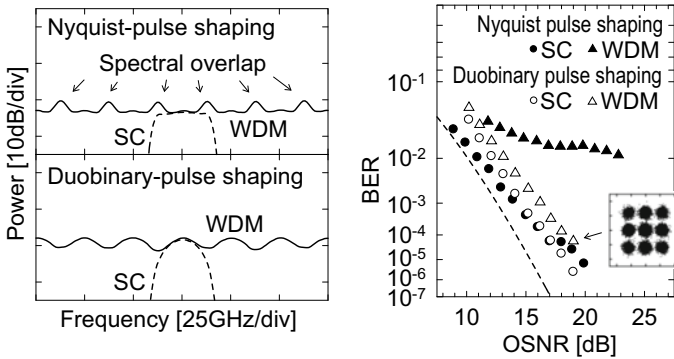 Nyquist-pulse shaping
Spectral overlap
SC
WDM
Duobinary-pulse shaping
WDM
SC
Power [10dB/div]
Frequency [25GHz/div]
Nyquist pulse shaping
SC WDM
Duobinary pulse shaping
SC WDM
10-1
10-2
10-3
10-4
10-5
10-6
10-7
BER
10 15 20 25
OSNR [dB]